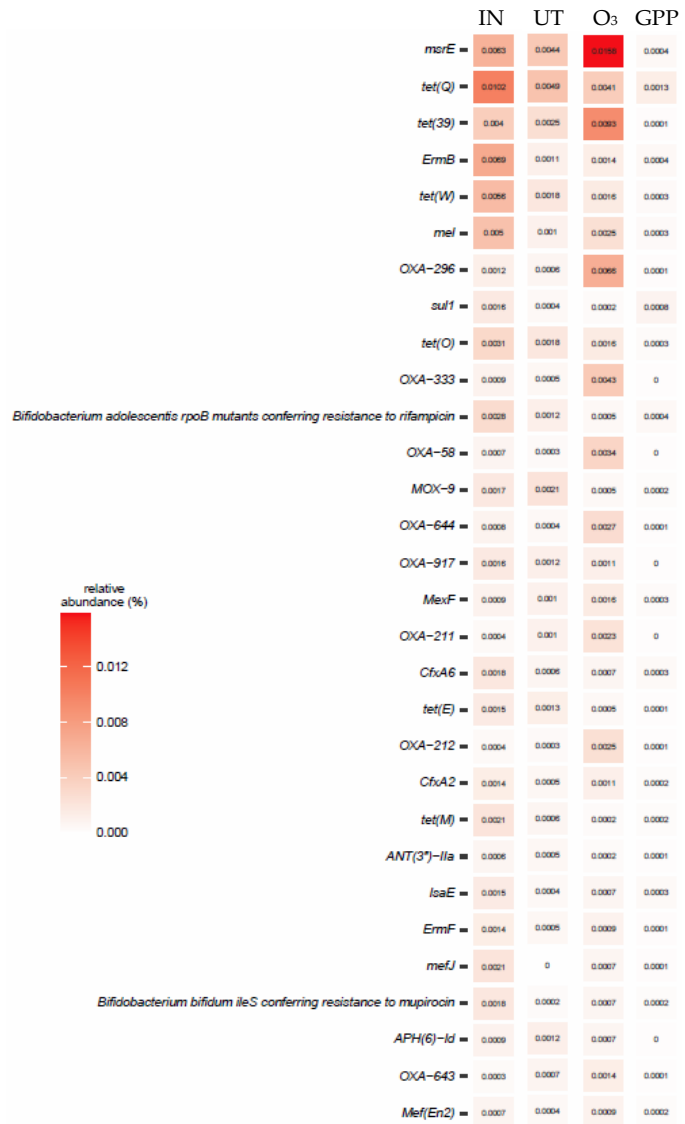 IN UT O₃ GPP
msrE 0.0063 0.0044 0.0156 0.0004
tet(Q) 0.0102 0.0049 0.0041 0.0013
tet(39) 0.004 0.0025 0.0093 0.0001
ErmB 0.0069 0.0011 0.0014 0.0004
tet(W) 0.0056 0.0018 0.0016 0.0003
mel 0.005 0.001 0.0025 0.0003
OXA−296 0.0012 0.0006 0.0066 0.0001
sul1 0.0016 0.0004 0.0002 0.0008
tet(O) 0.0031 0.0018 0.0016 0.0003
OXA−333 0.0009 0.0005 0.0043 0
Bifidobacterium adolescentis rpoB mutants conferring resistance to rifampicin 0.0028 0.0012 0.0005 0.0004
OXA−58 0.0007 0.0003 0.0034 0
MOX−9 0.0017 0.0021 0.0005 0.0002
OXA−644 0.0008 0.0004 0.0027 0.0001
OXA−917 0.0016 0.0012 0.0011 0
MexF 0.0009 0.001 0.0016 0.0003
OXA−211 0.0004 0.001 0.0023 0
CfxA6 0.0018 0.0006 0.0007 0.0003
tet(E) 0.0015 0.0013 0.0005 0.0001
OXA−212 0.0004 0.0003 0.0025 0.0001
CfxA2 0.0014 0.0005 0.0011 0.0002
tet(M) 0.0021 0.0006 0.0002 0.0002
ANT(3")−IIa 0.0006 0.0005 0.0002 0.0001
lsaE 0.0015 0.0004 0.0007 0.0003
ErmF 0.0014 0.0005 0.0009 0.0001
mefJ 0.0021 0 0.0007 0.0001
Bifidobacterium bifidum ileS conferring resistance to mupirocin 0.0018 0.0002 0.0007 0.0002
APH(6)−Id 0.0009 0.0012 0.0007 0
OXA−643 0.0003 0.0007 0.0014 0.0001
Mef(En2) 0.0007 0.0004 0.0009 0.0002
relative
abundance (%)
0.012
0.008
0.004
0.000